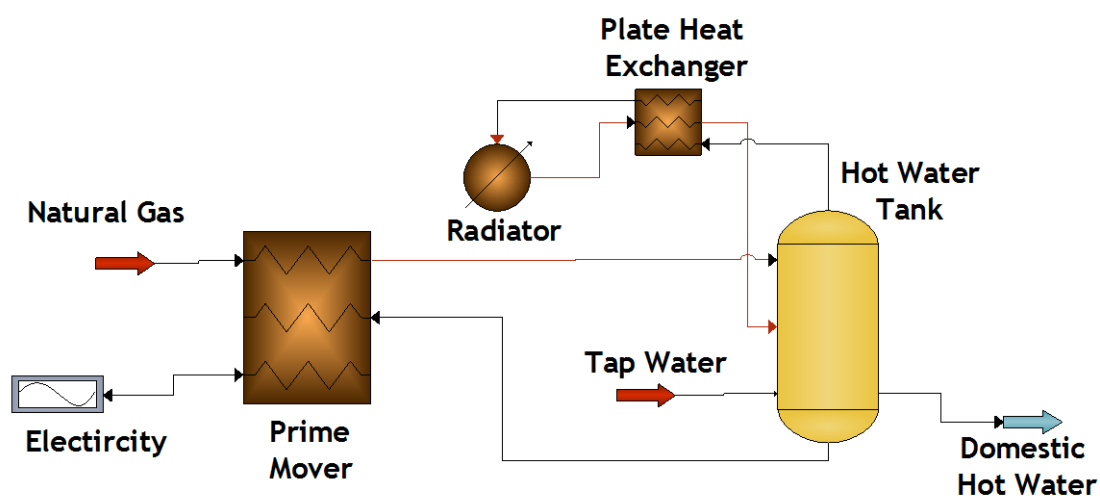 Plate Heat
Exchanger
Hot Water
Tank
Natural Gas
Radiator
Tap Water
Electircity
Prime
Mover
Domestic
Hot Water